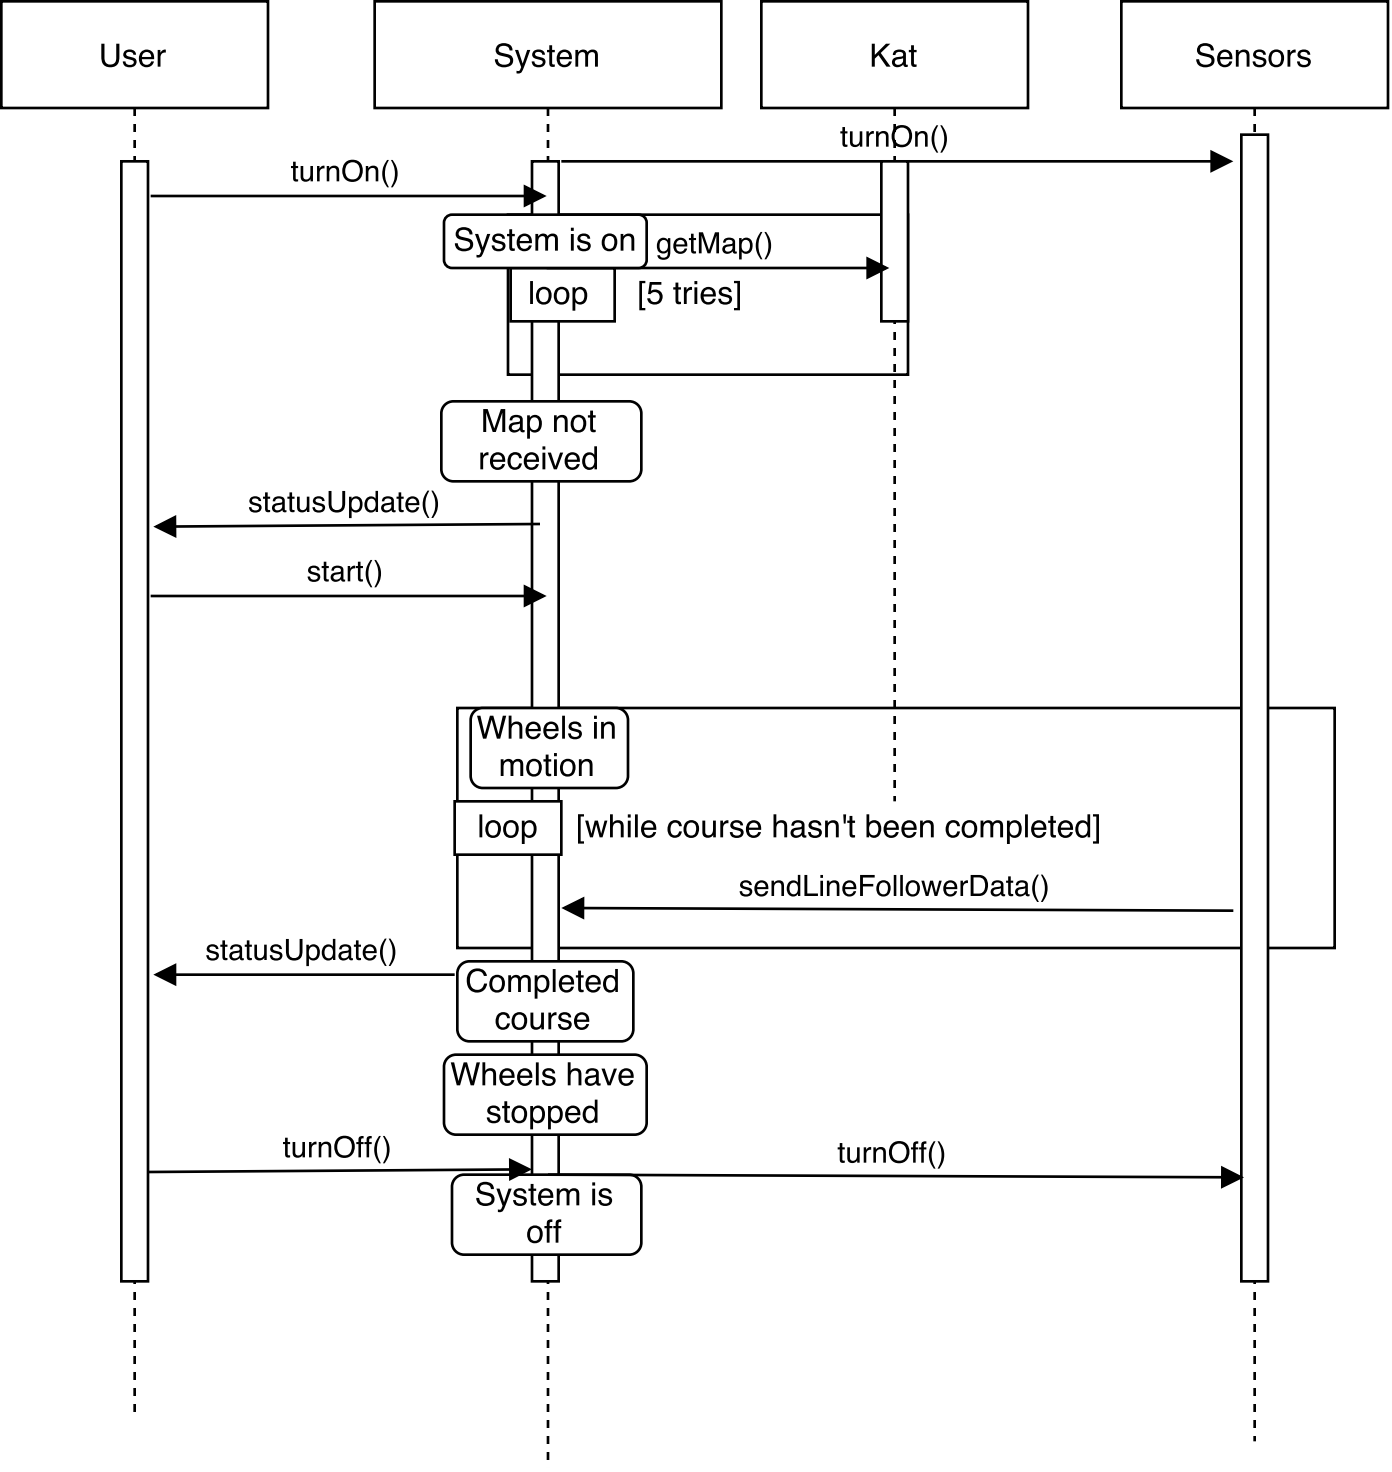 User
System
Kat
Sensors
turnOn()
turnOn()
System is on
getMap()
loop
[5 tries]
Map not
received
statusUpdate()
start()
Wheels in
motion
loop
[while course hasn't been completed]
sendLineFollowerData()
statusUpdate()
Completed
course
Wheels have
stopped
turnOff()
turnOff()
System is
off